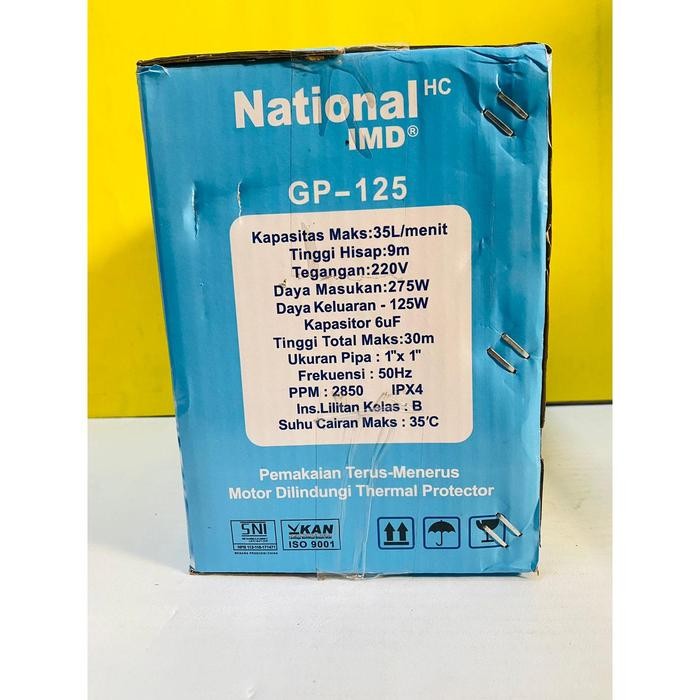 National HC
IMD®
GP-125
Kapasitas Maks:35L/menit
Tinggi Hisap:9m
Tegangan:220V
Daya Masukan:275W
Daya Keluaran - 125W
Kapasitor 6uF
Tinggi Total Maks:30m
Ukuran Pipa : 1"x 1"
Frekuensi : 50Hz
PPM : 2850 IPX4
Ins.Lilitan Kelas : B
Suhu Cairan Maks : 35'C
Pemakaian Terus-Menerus
Motor Dilindungi Thermal Protector
SNI
KAN
ISO 9001